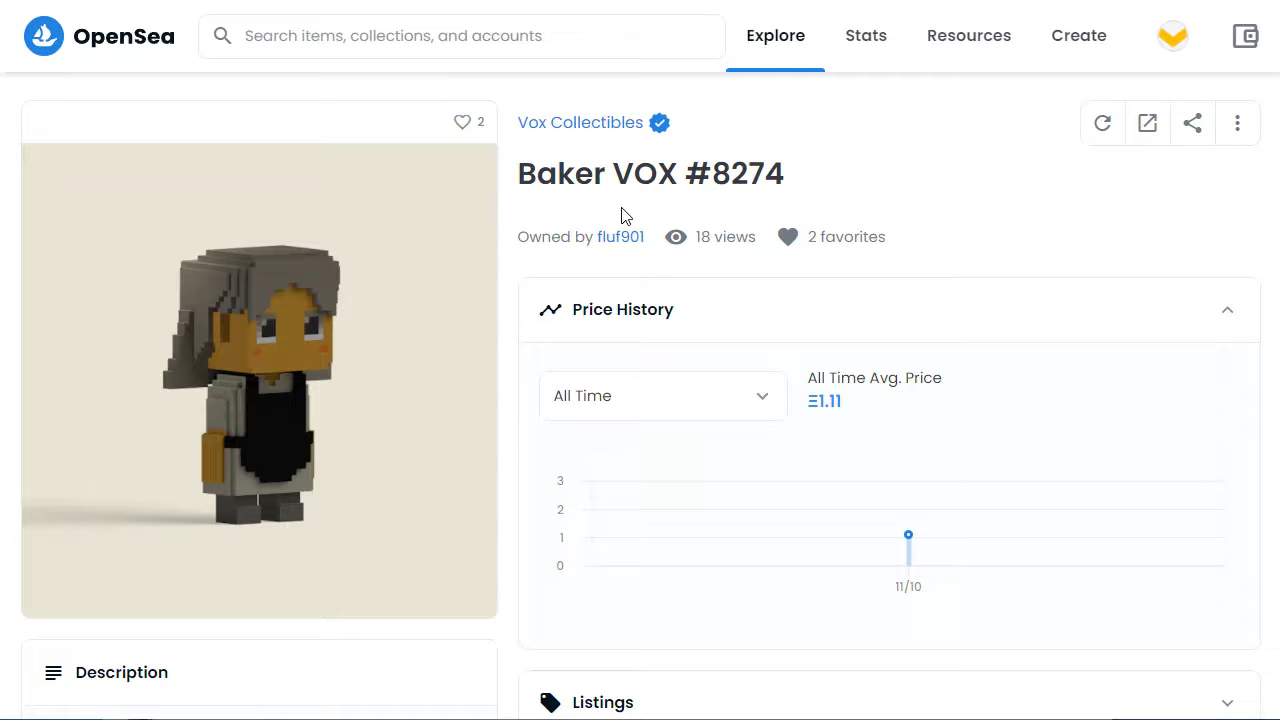 OpenSea
Search items, collections, and accounts
Explore
Stats
Resources
Create
2
Vox Collectibles
Baker VOX #8274
Owned by fluf901
18 views
2 favorites
Price History
All Time
All Time Avg. Price
Ξ1.11
3
2
1
0
11/10
Description
Listings